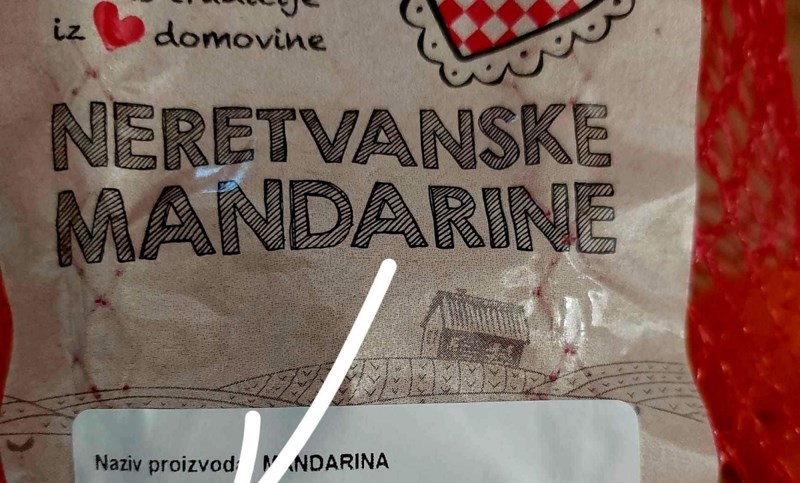 iz domovine
NERETVANSKE
MANDARINE
Naziv proizvoda MANDARINA